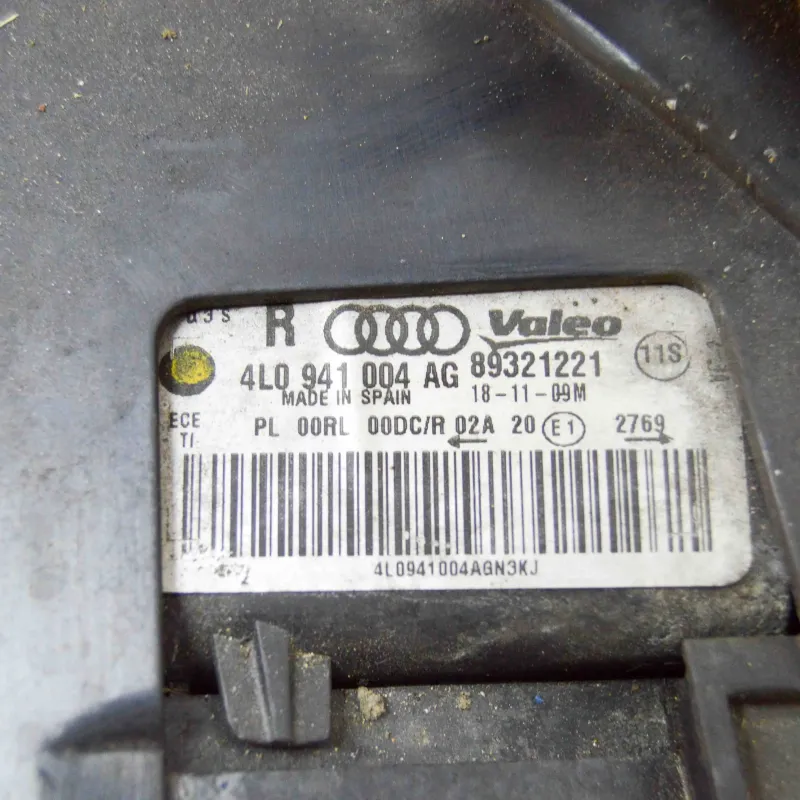 R Valeo
4L0 941 004 AG 89321221 11S
MADE IN SPAIN 18-11-09M
ECE PL 00RL 00DC/R 02A 20 E1 2769
TI
4L0941004AGN3KJ